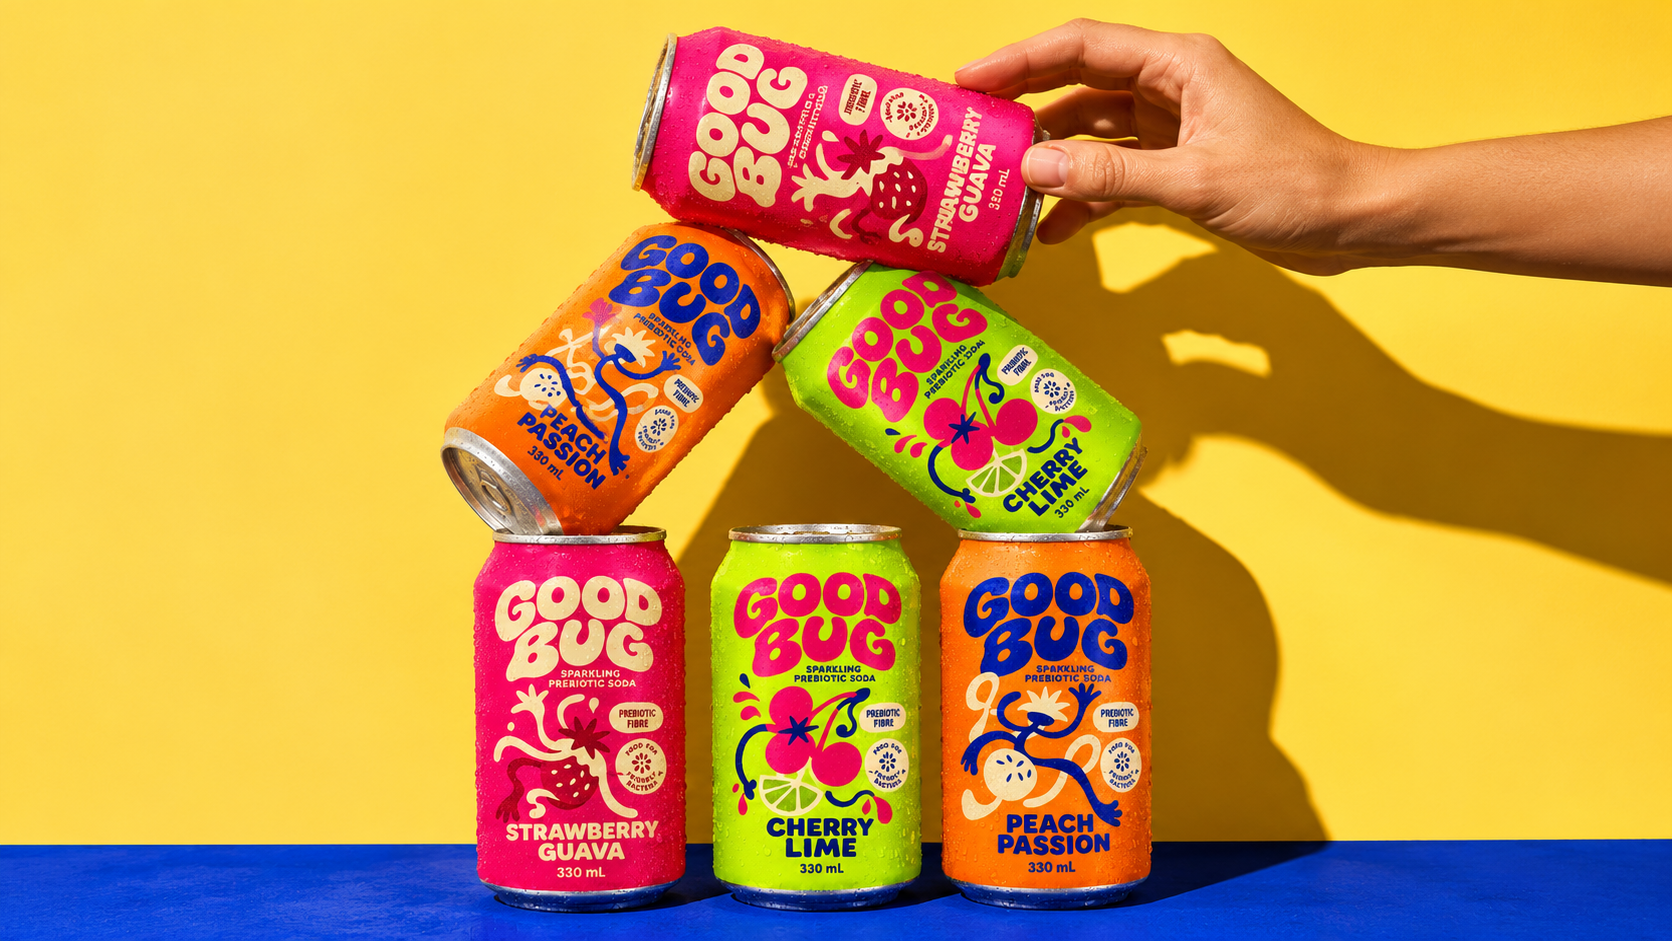 GOOD
BUG
PREBIOTIC
FIBRE
STRAWBERRY
GUAVA
330 mL
GOOD
BUG
SPARKLING
PREBIOTIC SODA
PREBIOTIC
FIBRE
PEACH
PASSION
330 mL
GOOD
BUG
SPARKLING
PREBIOTIC SODA
PREBIOTIC
FIBRE
CHERRY
LIME
330 mL
GOOD
BUG
SPARKLING
PREBIOTIC SODA
PREBIOTIC
FIBRE
FOOD FOR
FRIENDLY
BACTERIA
STRAWBERRY
GUAVA
330 mL
GOOD
BUG
SPARKLING
PREBIOTIC SODA
PREBIOTIC
FIBRE
FOOD FOR
FRIENDLY
BACTERIA
CHERRY
LIME
330 mL
GOOD
BUG
SPARKLING
PREBIOTIC SODA
PREBIOTIC
FIBRE
FOOD FOR
FRIENDLY
BACTERIA
PEACH
PASSION
330 mL